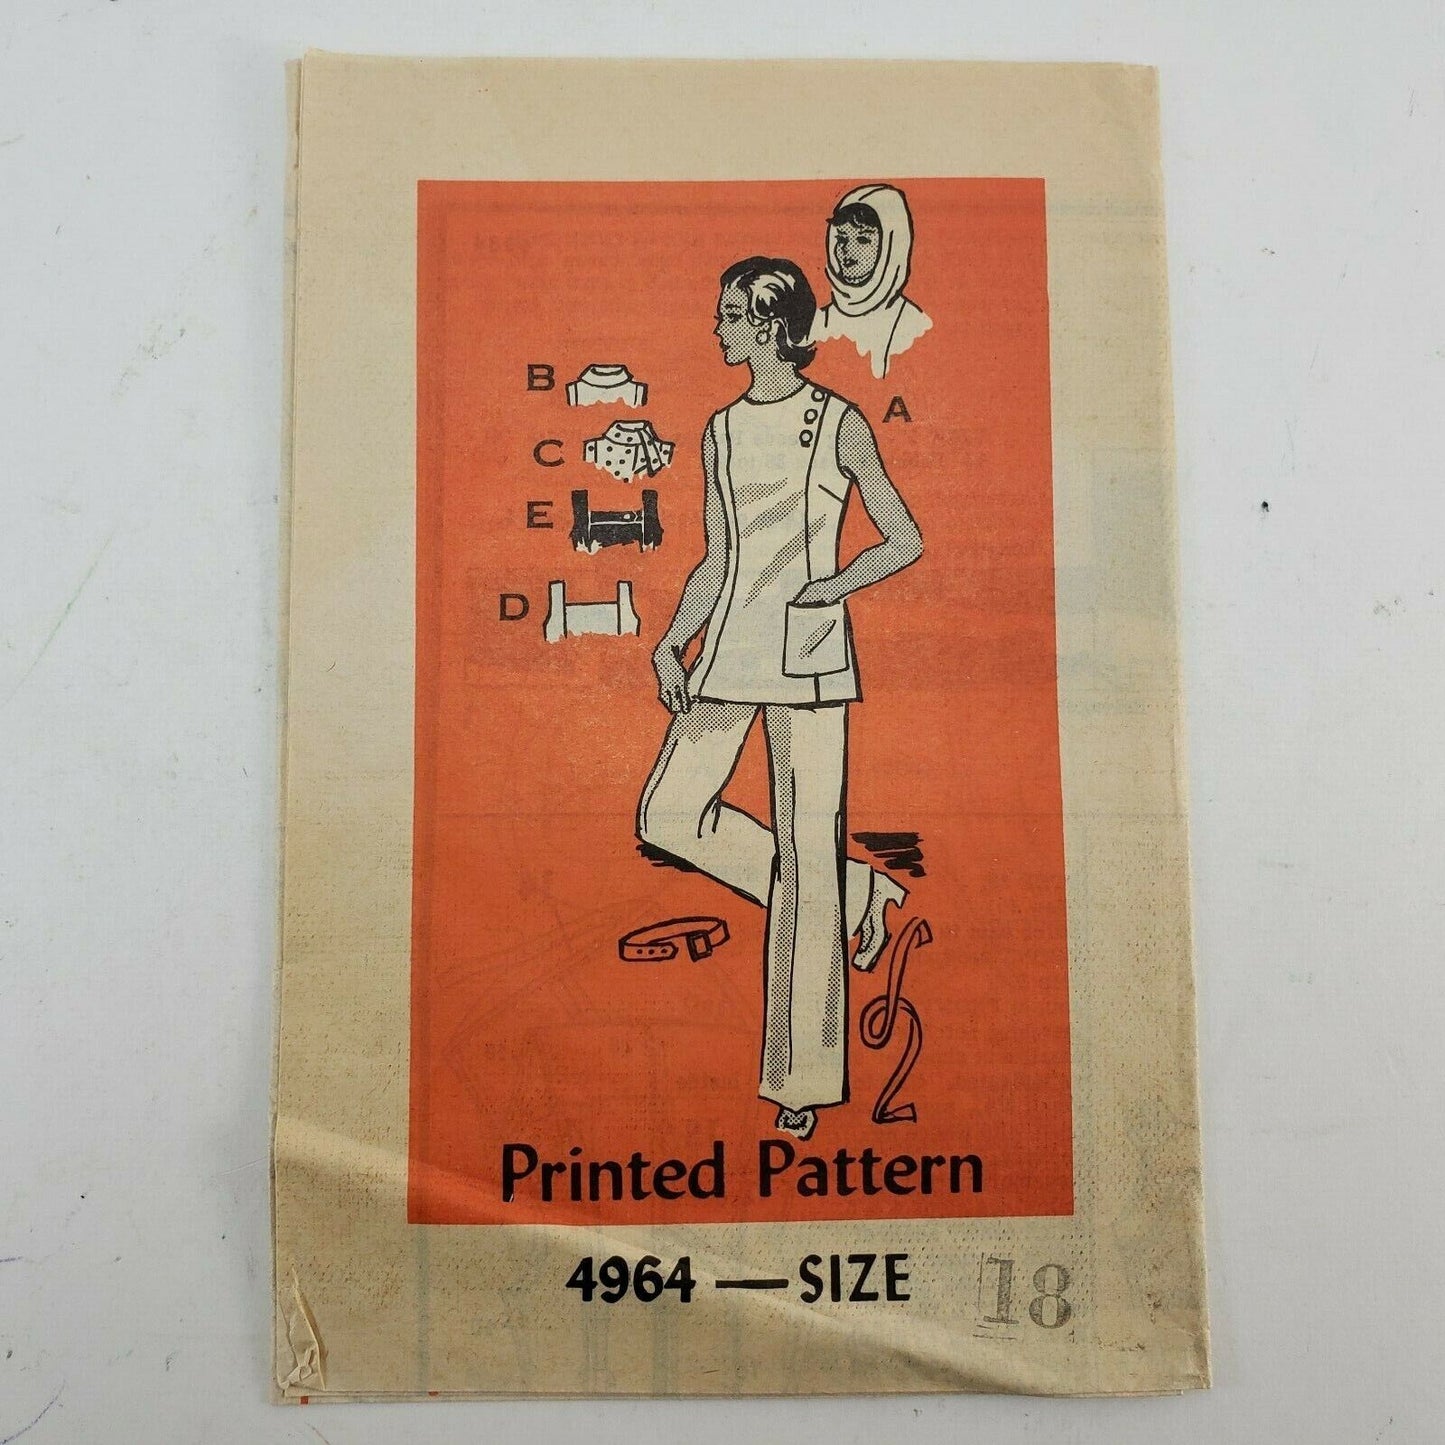 B
A
C
E
D
Printed Pattern
4964 — SIZE 18